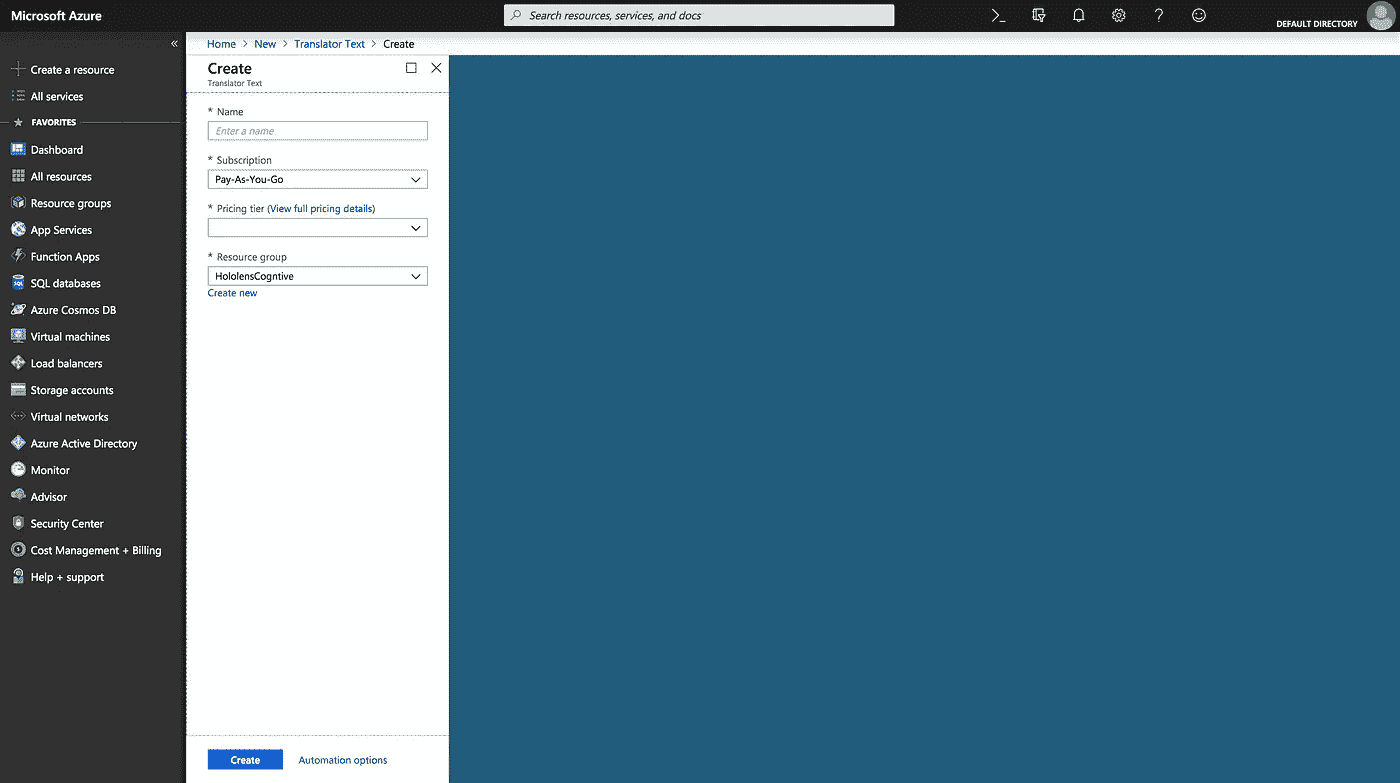 Microsoft Azure
Search resources, services, and docs
DEFAULT DIRECTORY
Create a resource
All services
FAVORITES
Dashboard
All resources
Resource groups
App Services
Function Apps
SQL databases
Azure Cosmos DB
Virtual machines
Load balancers
Storage accounts
Virtual networks
Azure Active Directory
Monitor
Advisor
Security Center
Cost Management + Billing
Help + support
Home > New > Translator Text > Create
Create
Translator Text
* Name
Enter a name
* Subscription
Pay-As-You-Go
* Pricing tier (View full pricing details)
* Resource group
HololensCogntive
Create new
Create Automation options